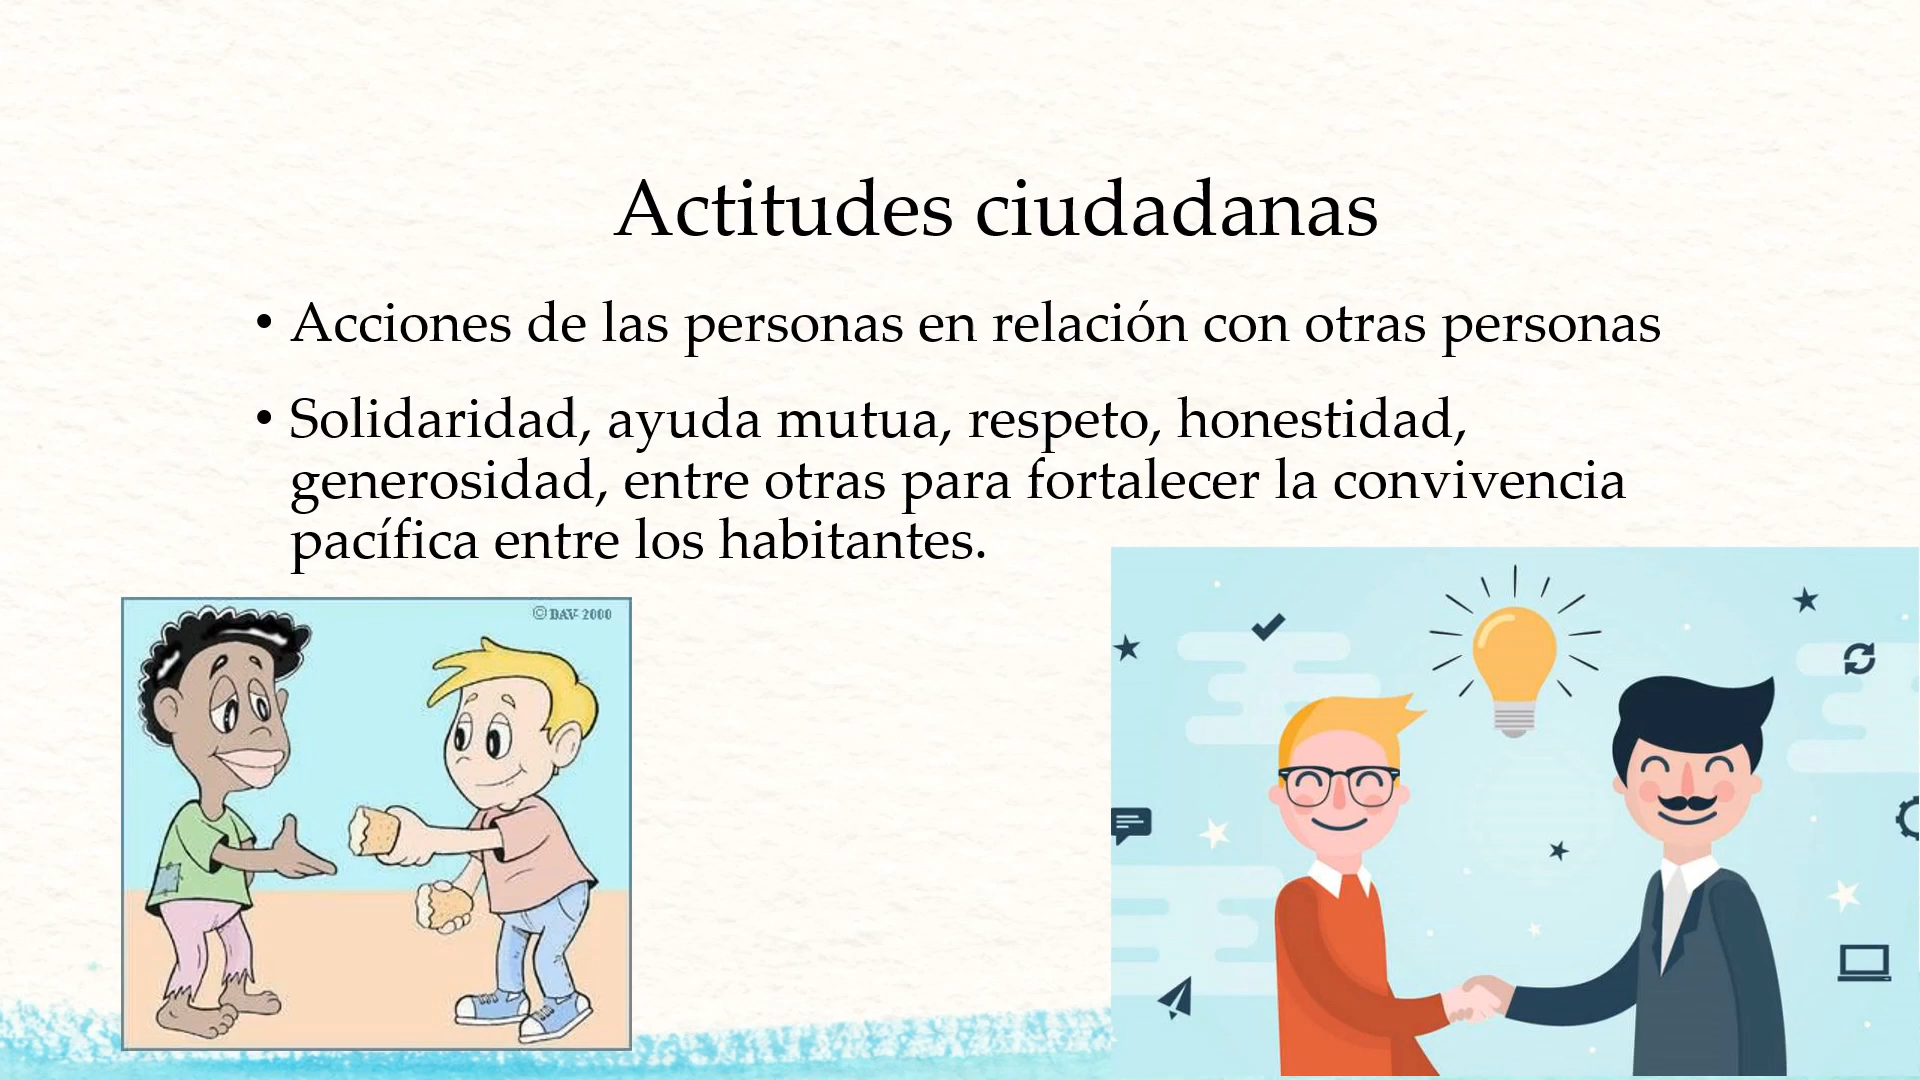 Actitudes ciudadanas
• Acciones de las personas en relación con otras personas
• Solidaridad, ayuda mutua, respeto, honestidad,
generosidad, entre otras para fortalecer la convivencia
pacífica entre los habitantes.
© DAV 2000